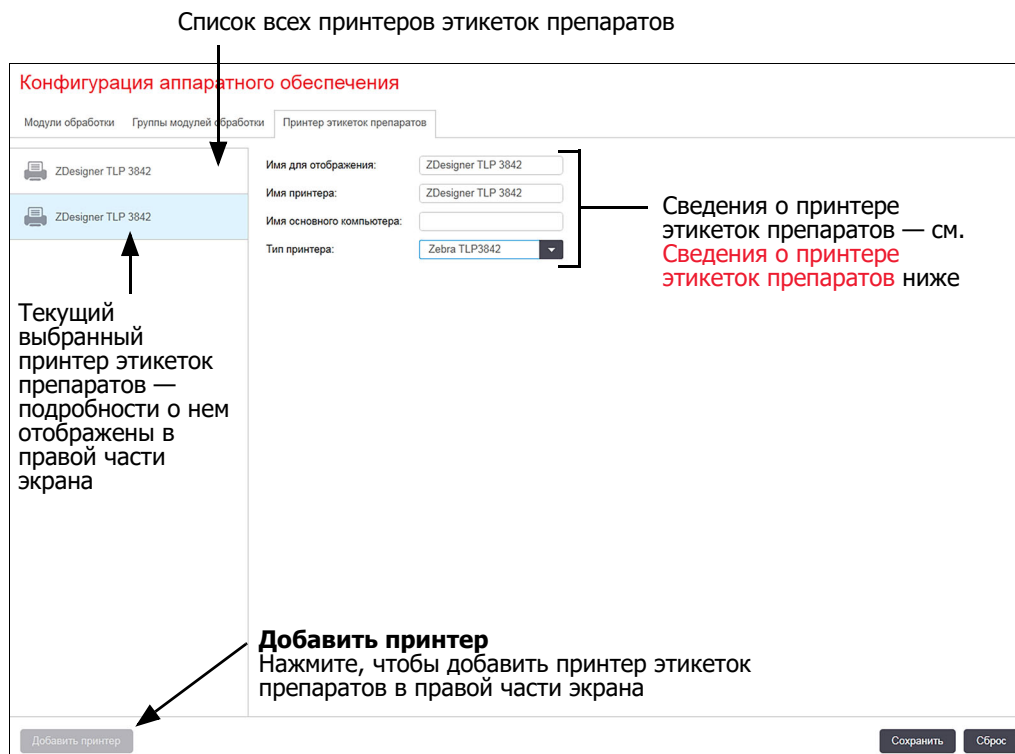 Список всех принтеров этикеток препаратов
Конфигурация аппаратного обеспечения
Модули обработки Группы модулей обработки Принтер этикеток препаратов
ZDesigner TLP 3842
ZDesigner TLP 3842
Имя для отображения: ZDesigner TLP 3842
Имя принтера: ZDesigner TLP 3842
Имя основного компьютера:
Тип принтера: Zebra TLP3842
Сведения о принтере
этикеток препаратов — см.
Сведения о принтере
этикеток препаратов ниже
Текущий
выбранный
принтер этикеток
препаратов —
подробности о нем
отображены в
правой части
экрана
Добавить принтер
Нажмите, чтобы добавить принтер этикеток
препаратов в правой части экрана
Добавить принтер
Сохранить Сброс